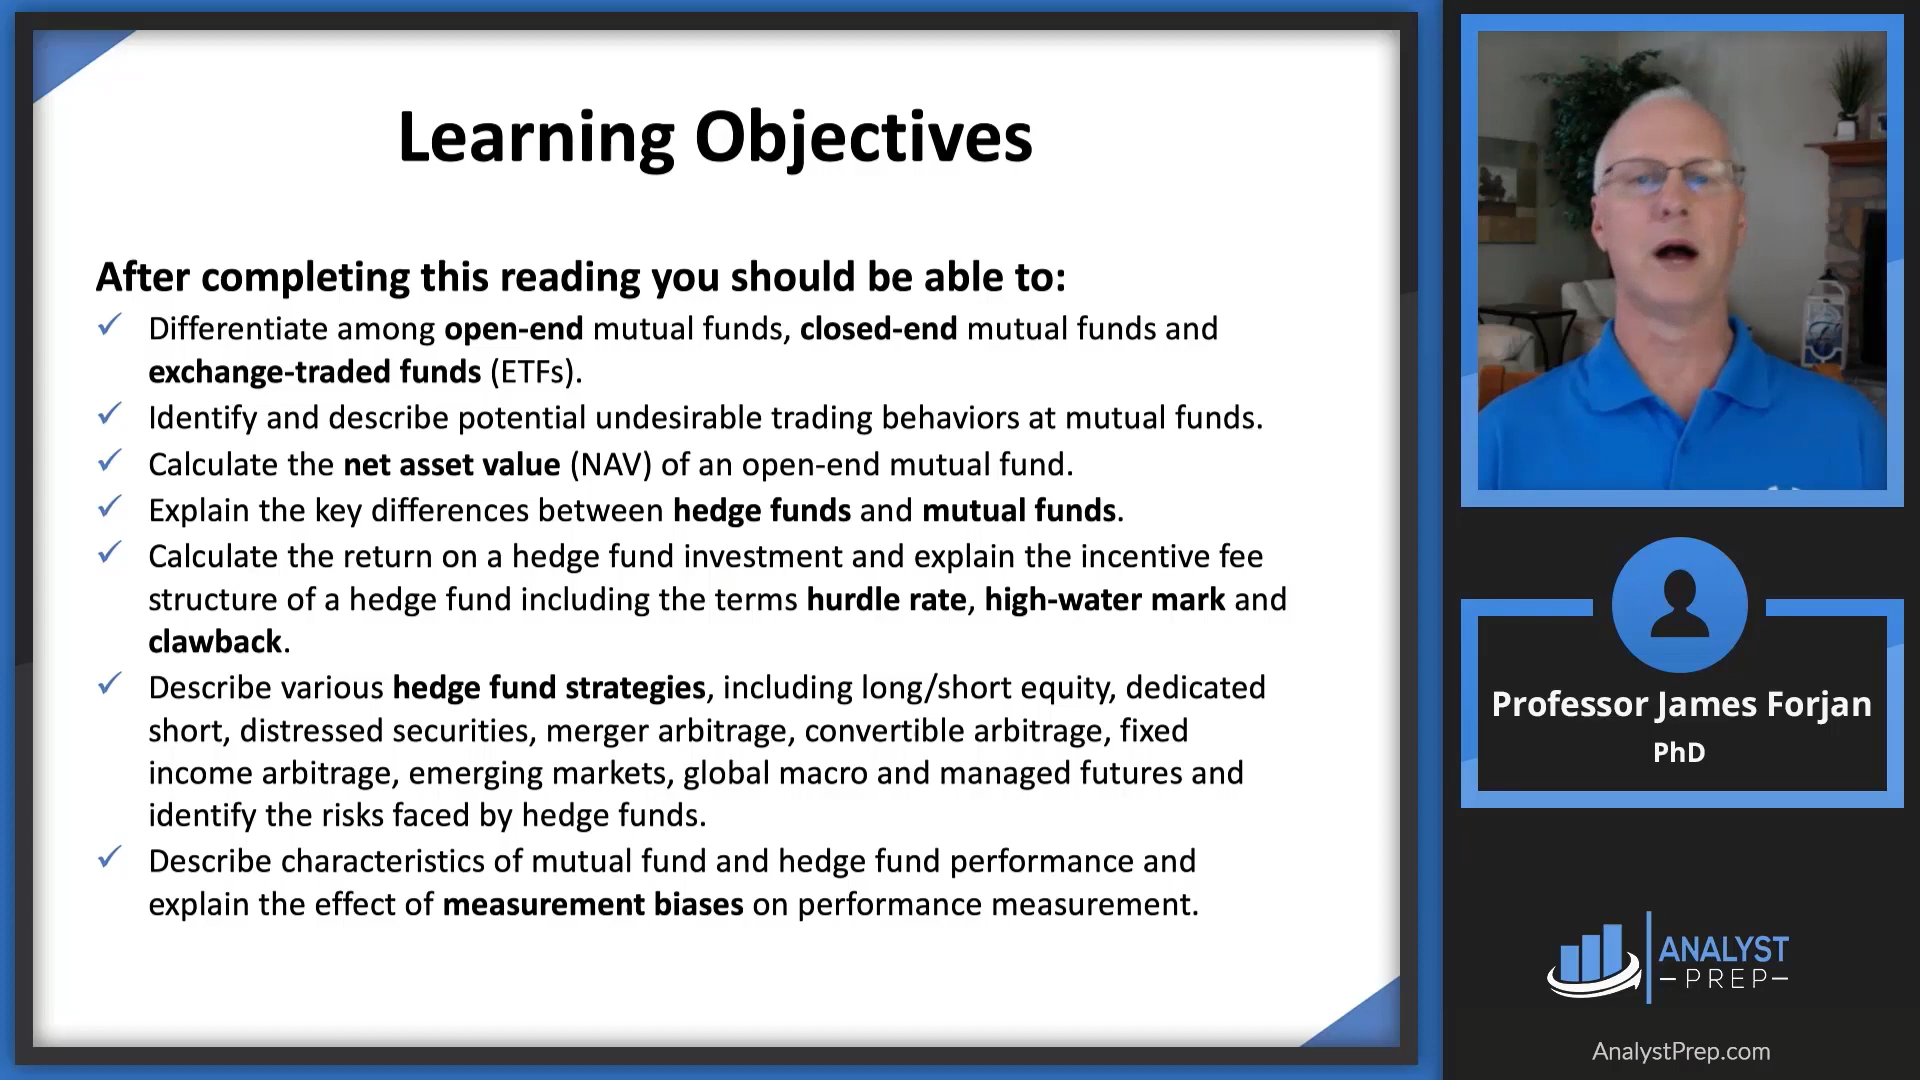 Learning Objectives
After completing this reading you should be able to:
✓ Differentiate among open-end mutual funds, closed-end mutual funds and
exchange-traded funds (ETFs).
✓ Identify and describe potential undesirable trading behaviors at mutual funds.
✓ Calculate the net asset value (NAV) of an open-end mutual fund.
✓ Explain the key differences between hedge funds and mutual funds.
✓ Calculate the return on a hedge fund investment and explain the incentive fee
structure of a hedge fund including the terms hurdle rate, high-water mark and
clawback.
✓ Describe various hedge fund strategies, including long/short equity, dedicated
short, distressed securities, merger arbitrage, convertible arbitrage, fixed
income arbitrage, emerging markets, global macro and managed futures and
identify the risks faced by hedge funds.
✓ Describe characteristics of mutual fund and hedge fund performance and
explain the effect of measurement biases on performance measurement.
Professor James Forjan
PhD
ANALYST
PREP
AnalystPrep.com